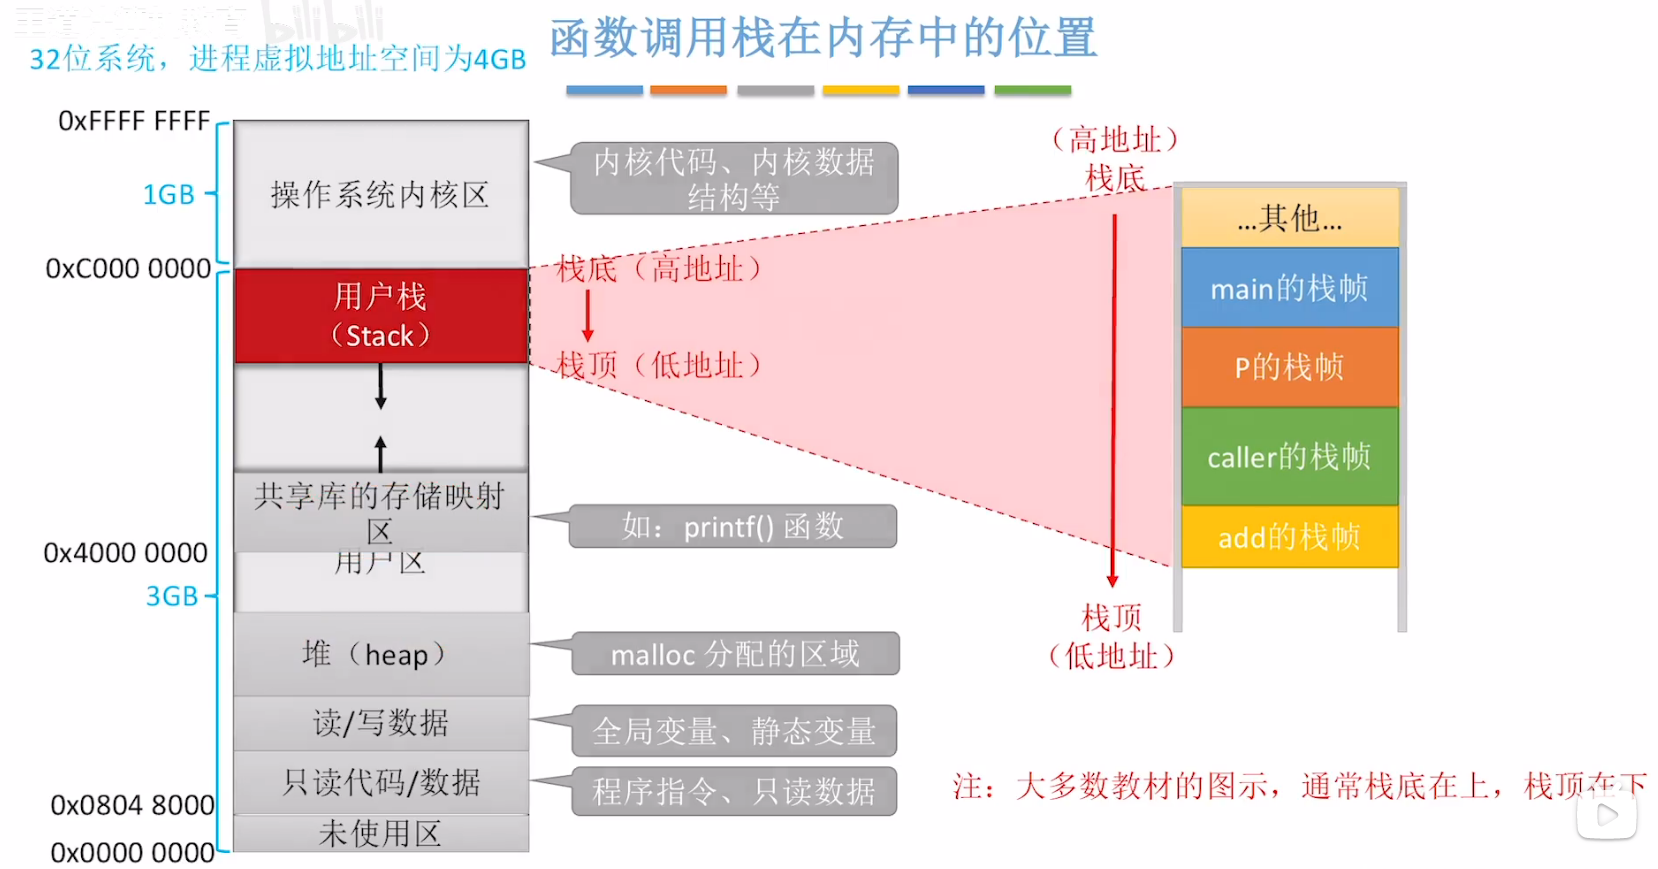 32位系统，进程虚拟地址空间为4GB
函数调用栈在内存中的位置
0xFFFF FFFF
1GB
操作系统内核区
内核代码、内核数据
结构等
0xC000 0000
用户栈
（Stack）
栈底（高地址）
栈顶（低地址）
（高地址）
栈底
...其他...
main的栈帧
P的栈帧
caller的栈帧
add的栈帧
栈顶
（低地址）
共享库的存储映射
区
如：printf() 函数
0x4000 0000
用户区
3GB
堆（heap）
malloc 分配的区域
读/写数据
全局变量、静态变量
只读代码/数据
程序指令、只读数据
0x0804 8000
未使用区
0x0000 0000
注：大多数教材的图示，通常栈底在上，栈顶在下